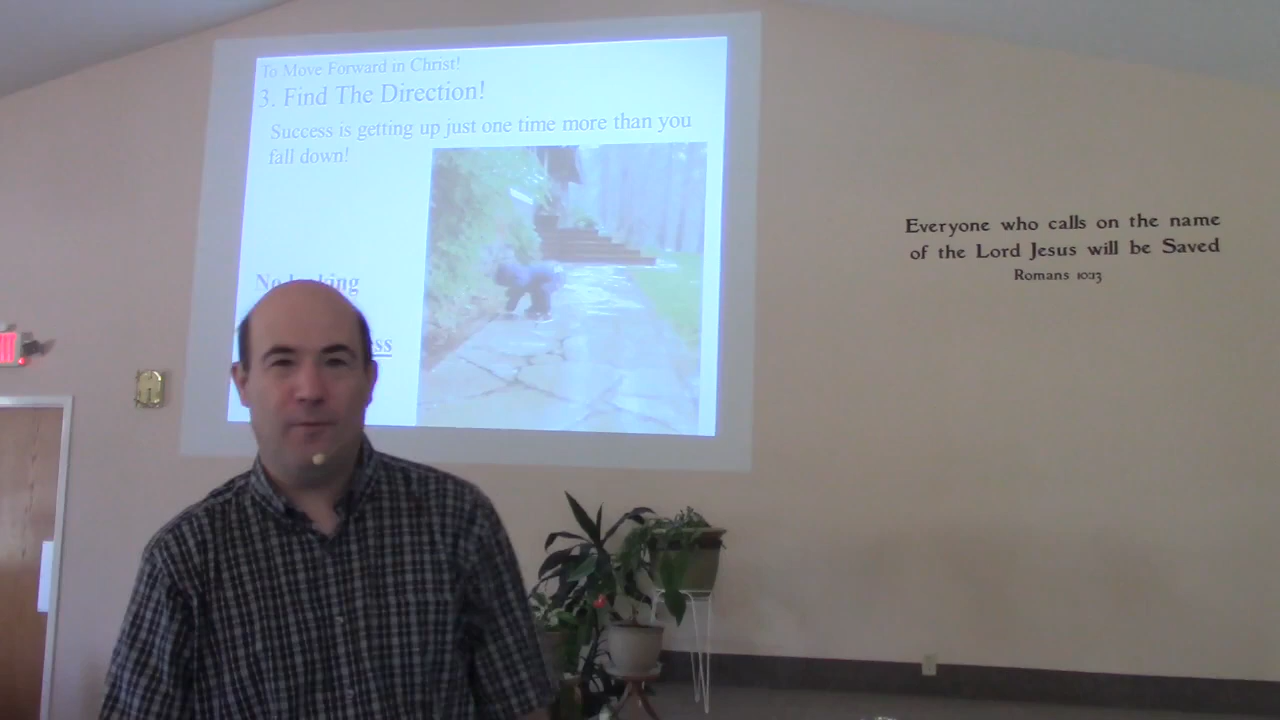 To Move Forward in Christ!
3. Find The Direction!
Success is getting up just one time more than you
fall down!
No
Everyone who calls on the name
of the Lord Jesus will be Saved
Romans 10:13